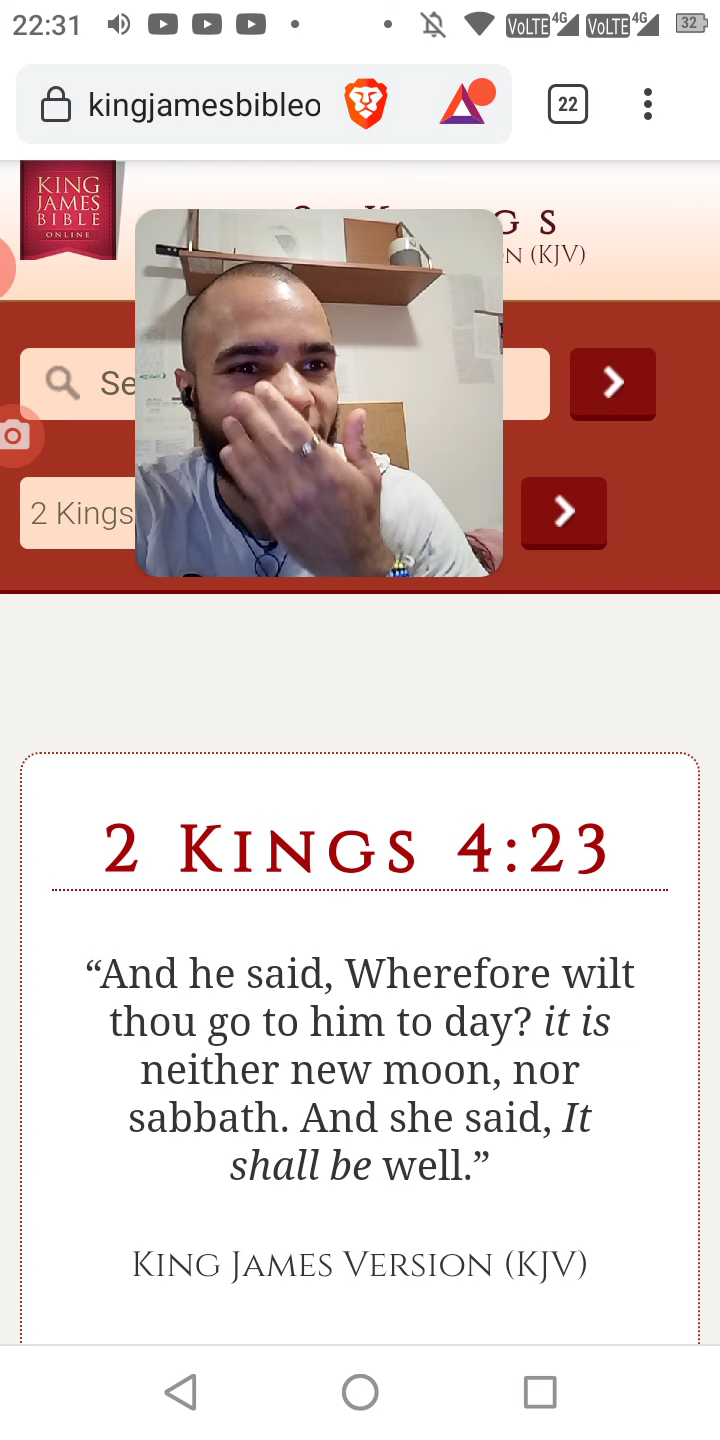 22:31
VoLTE 4G VoLTE 4G 32
kingjamesbibleo
22
KING
JAMES
BIBLE
ONLINE
G S
N (KJV)
Se
2 Kings
2 Kings 4:23
“And he said, Wherefore wilt
thou go to him to day? it is
neither new moon, nor
sabbath. And she said, It
shall be well.”
King James Version (KJV)